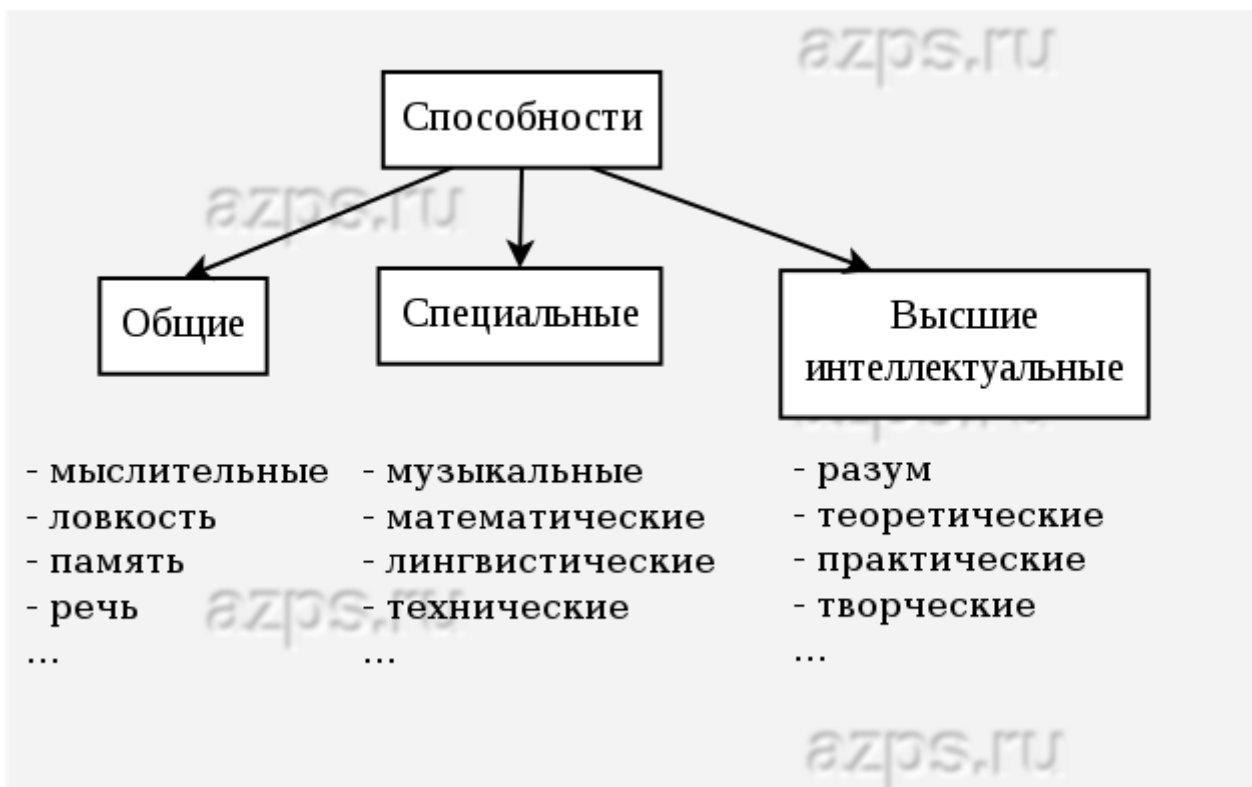 azps.ru
Способности
azps.ru
Общие
Специальные
Высшие
интеллектуальные
- мыслительные
- ловкость
- память
- речь
...
- музыкальные
- математические
- лингвистические
- технические
...
- разум
- теоретические
- практические
- творческие
...
azps.ru
azps.ru